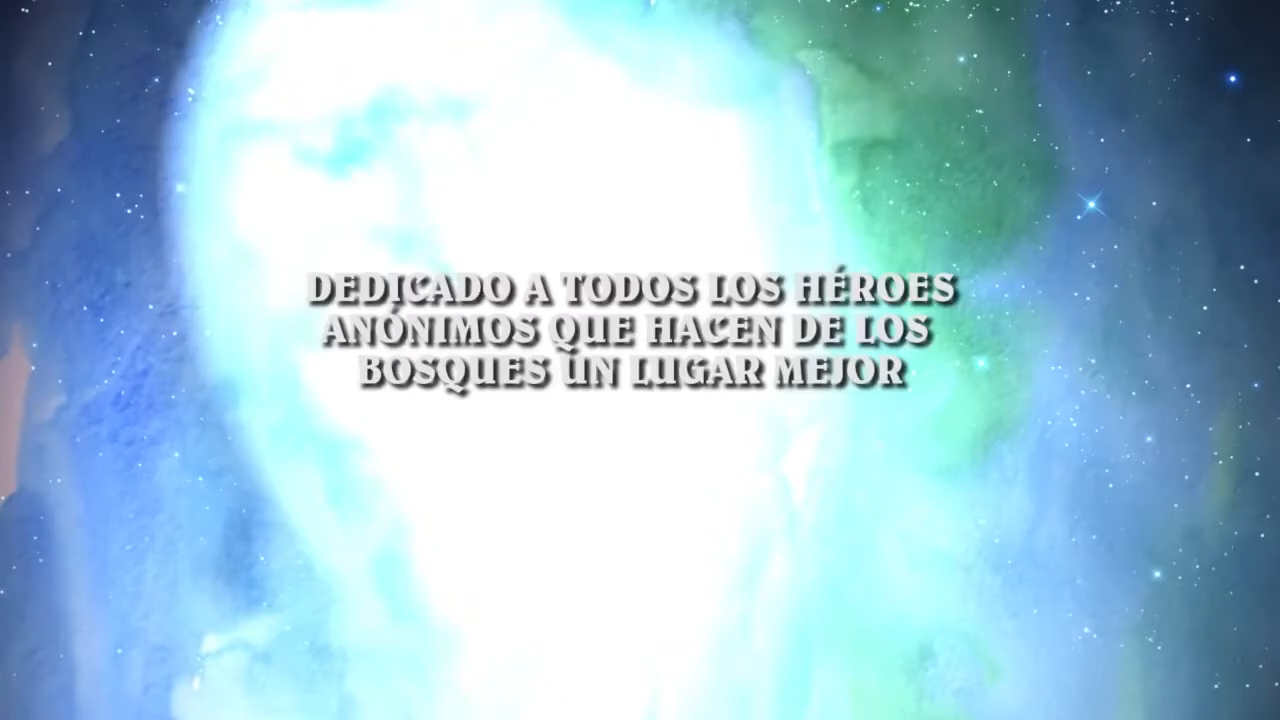 DEDICADO A TODOS LOS HÉROES
ANÓNIMOS QUE HACEN DE LOS
BOSQUES UN LUGAR MEJOR